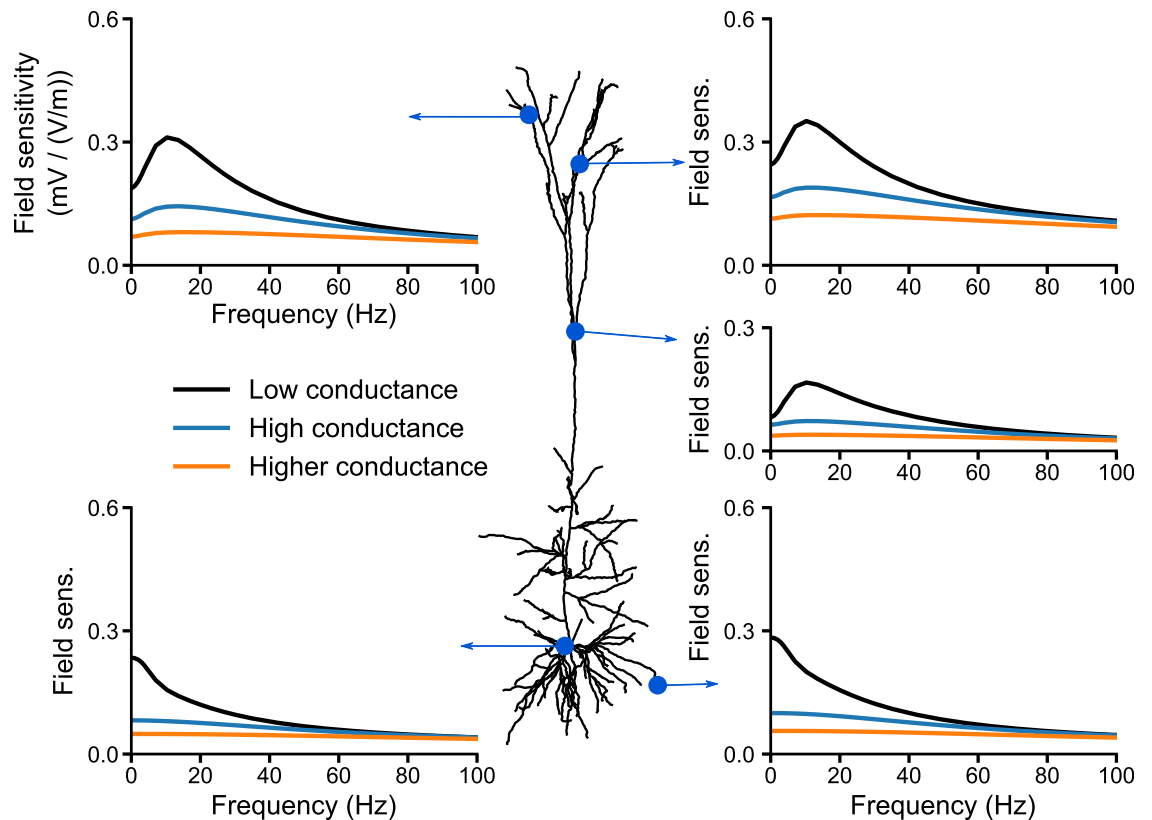 Field sensitivity
(mV / (V/m))
0.6
0.3
0.0
0 20 40 60 80 100
Frequency (Hz)
Field sens.
0.6
0.3
0.0
0 20 40 60 80 100
Field sens.
0.3
0.0
0 20 40 60 80 100
Low conductance
High conductance
Higher conductance
Field sens.
0.6
0.3
0.0
0 20 40 60 80 100
Frequency (Hz)
Field sens.
0.6
0.3
0.0
0 20 40 60 80 100
Frequency (Hz)